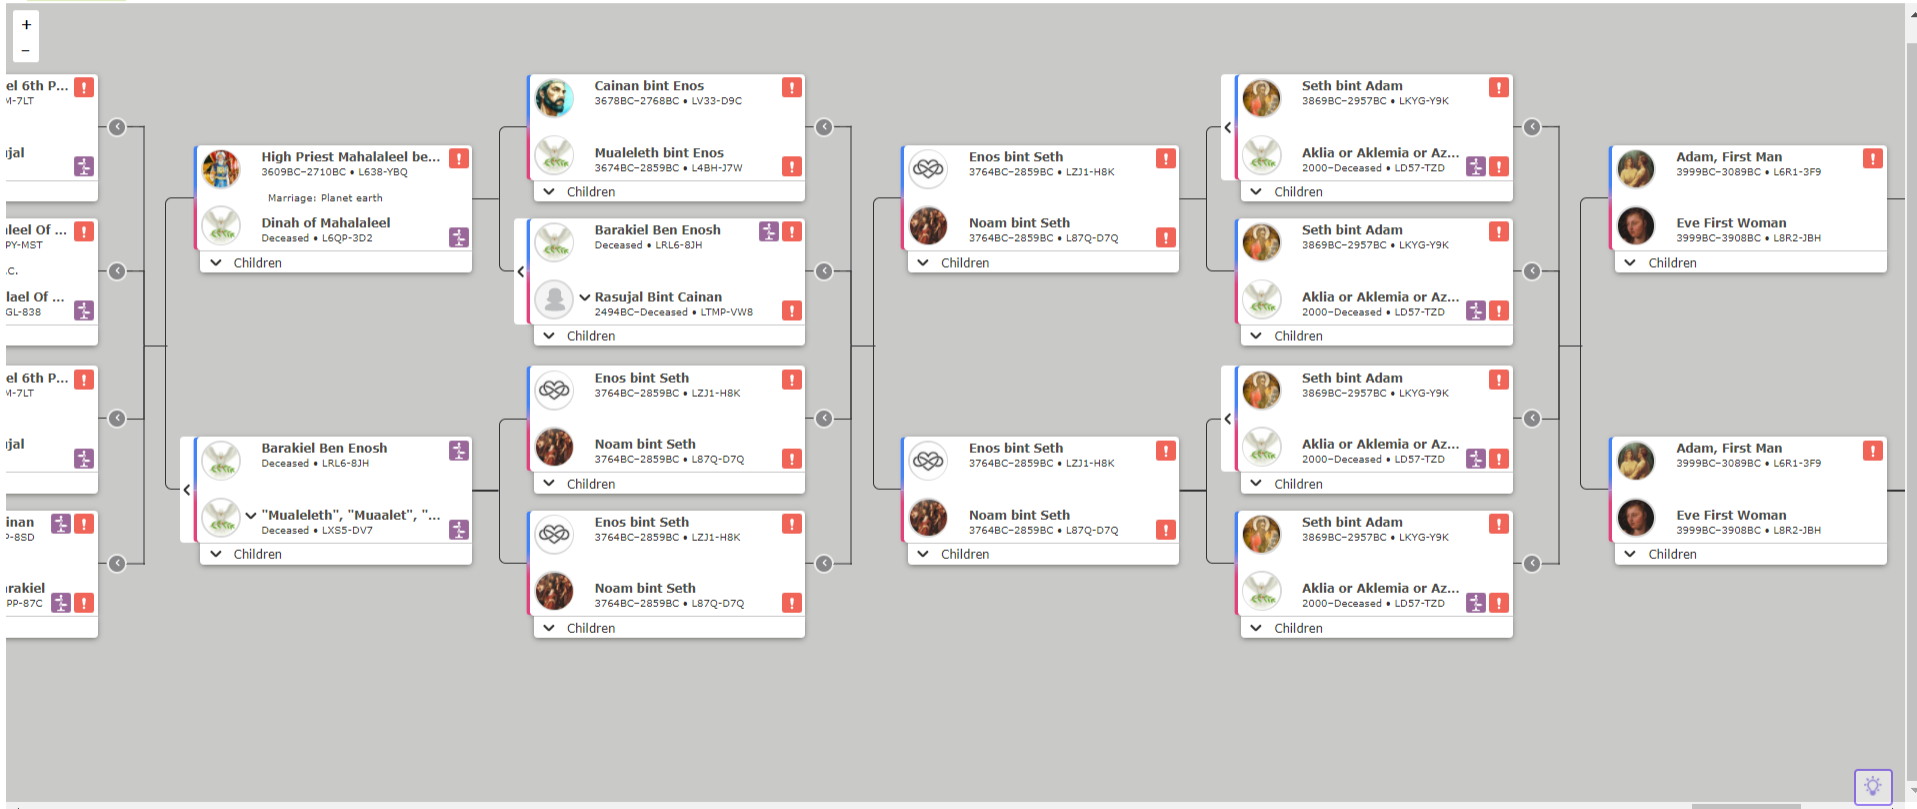 +
−
el 6th P...
M-7LT
ujal
aleel Of ...
PY-MST
.C.
lael Of ...
GL-838
el 6th P...
M-7LT
ujal
inan
P-8SD
arakiel
PP-87C
High Priest Mahalaleel be...
3609BC–2710BC • L638-YBQ
Marriage: Planet earth
Dinah of Mahalaleel
Deceased • L6QP-3D2
Children
Barakiel Ben Enosh
Deceased • LRL6-8JH
"Mualeleth", "Muaalet", "...
Deceased • LXS5-DV7
Children
Cainan bint Enos
3678BC–2768BC • LV33-D9C
Mualeleth bint Enos
3674BC–2859BC • L4BH-J7W
Children
Barakiel Ben Enosh
Deceased • LRL6-8JH
Rasujal Bint Cainan
2494BC–Deceased • LTMP-VW8
Children
Enos bint Seth
3764BC–2859BC • LZJ1-H8K
Noam bint Seth
3764BC–2859BC • L87Q-D7Q
Children
Enos bint Seth
3764BC–2859BC • LZJ1-H8K
Noam bint Seth
3764BC–2859BC • L87Q-D7Q
Children
Enos bint Seth
3764BC–2859BC • LZJ1-H8K
Noam bint Seth
3764BC–2859BC • L87Q-D7Q
Children
Enos bint Seth
3764BC–2859BC • LZJ1-H8K
Noam bint Seth
3764BC–2859BC • L87Q-D7Q
Children
Seth bint Adam
3869BC–2957BC • LKYG-Y9K
Aklia or Aklemia or Az...
2000–Deceased • LD57-TZD
Children
Seth bint Adam
3869BC–2957BC • LKYG-Y9K
Aklia or Aklemia or Az...
2000–Deceased • LD57-TZD
Children
Seth bint Adam
3869BC–2957BC • LKYG-Y9K
Aklia or Aklemia or Az...
2000–Deceased • LD57-TZD
Children
Seth bint Adam
3869BC–2957BC • LKYG-Y9K
Aklia or Aklemia or Az...
2000–Deceased • LD57-TZD
Children
Adam, First Man
3999BC–3089BC • L6R1-3F9
Eve First Woman
3999BC–3908BC • L8R2-JBH
Children
Adam, First Man
3999BC–3089BC • L6R1-3F9
Eve First Woman
3999BC–3908BC • L8R2-JBH
Children